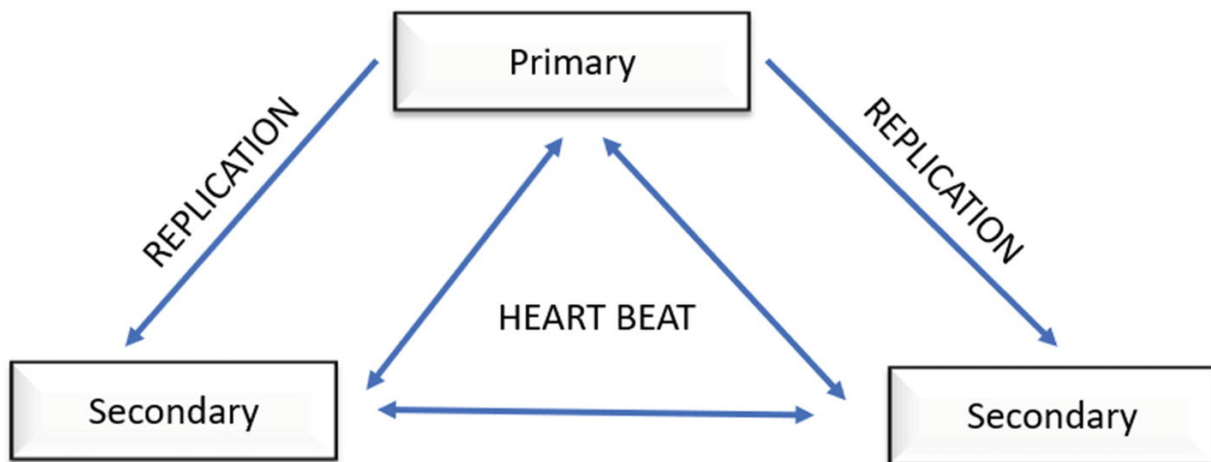 Primary
REPLICATION
REPLICATION
HEART BEAT
Secondary
Secondary